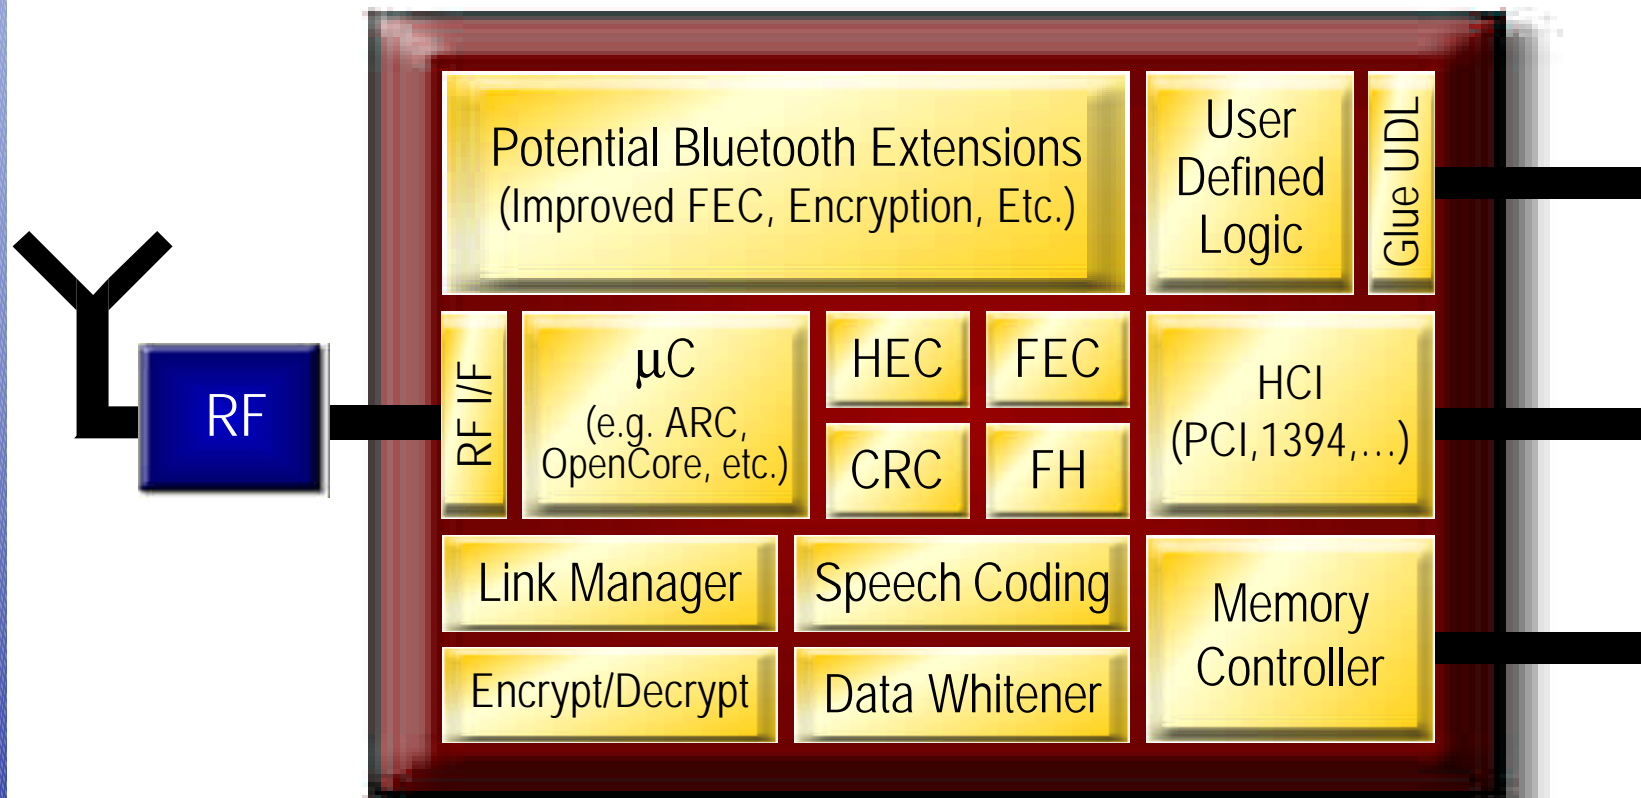 Potential Bluetooth Extensions
(Improved FEC, Encryption, Etc.)
User
Defined
Logic
Glue UDL
RF
RF I/F
μC
(e.g. ARC,
OpenCore, etc.)
HEC
FEC
CRC
FH
HCI
(PCI,1394,...)
Link Manager
Speech Coding
Encrypt/Decrypt
Data Whitener
Memory
Controller